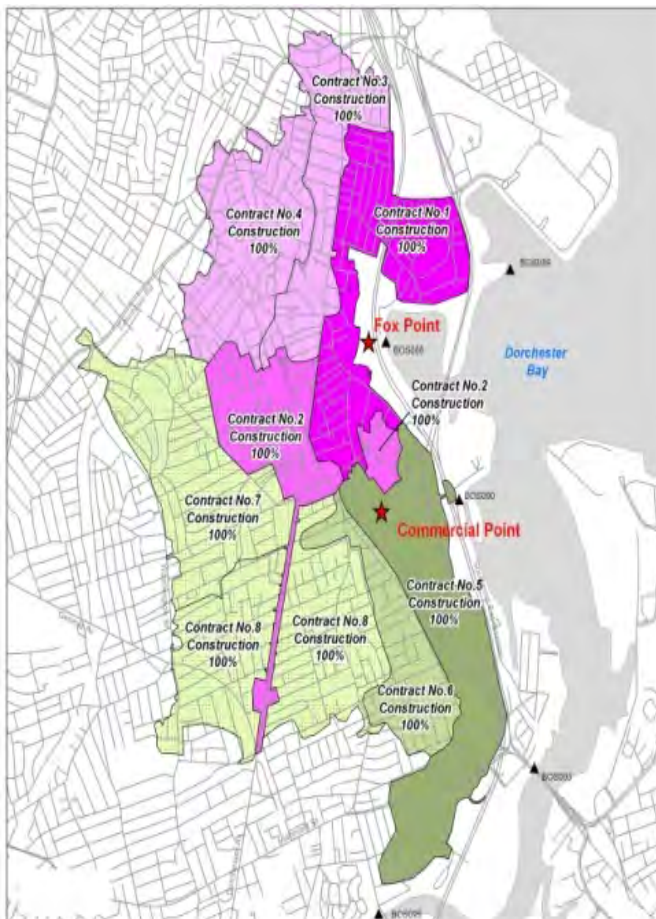 Contract No.3
Construction
100%
Contract No.4
Construction
100%
Contract No.1
Construction
100%
Fox Point
Dorchester
Bay
Contract No.2
Construction
100%
Contract No.2
Construction
100%
Contract No.7
Construction
100%
Commercial Point
Contract No.5
Construction
100%
Contract No.8
Construction
100%
Contract No.8
Construction
100%
Contract No.6
Construction
100%